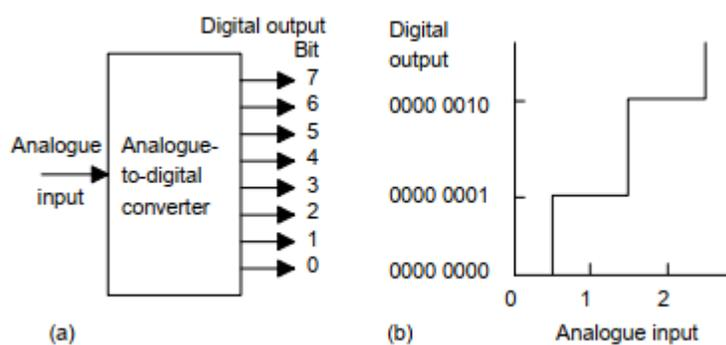 Digital output
Bit
7
6
5
4
3
2
1
0
Analogue
input
Analogue-
to-digital
converter
(a)
Digital
output
0000 0010
0000 0001
0000 0000
0
1
2
(b)
Analogue input